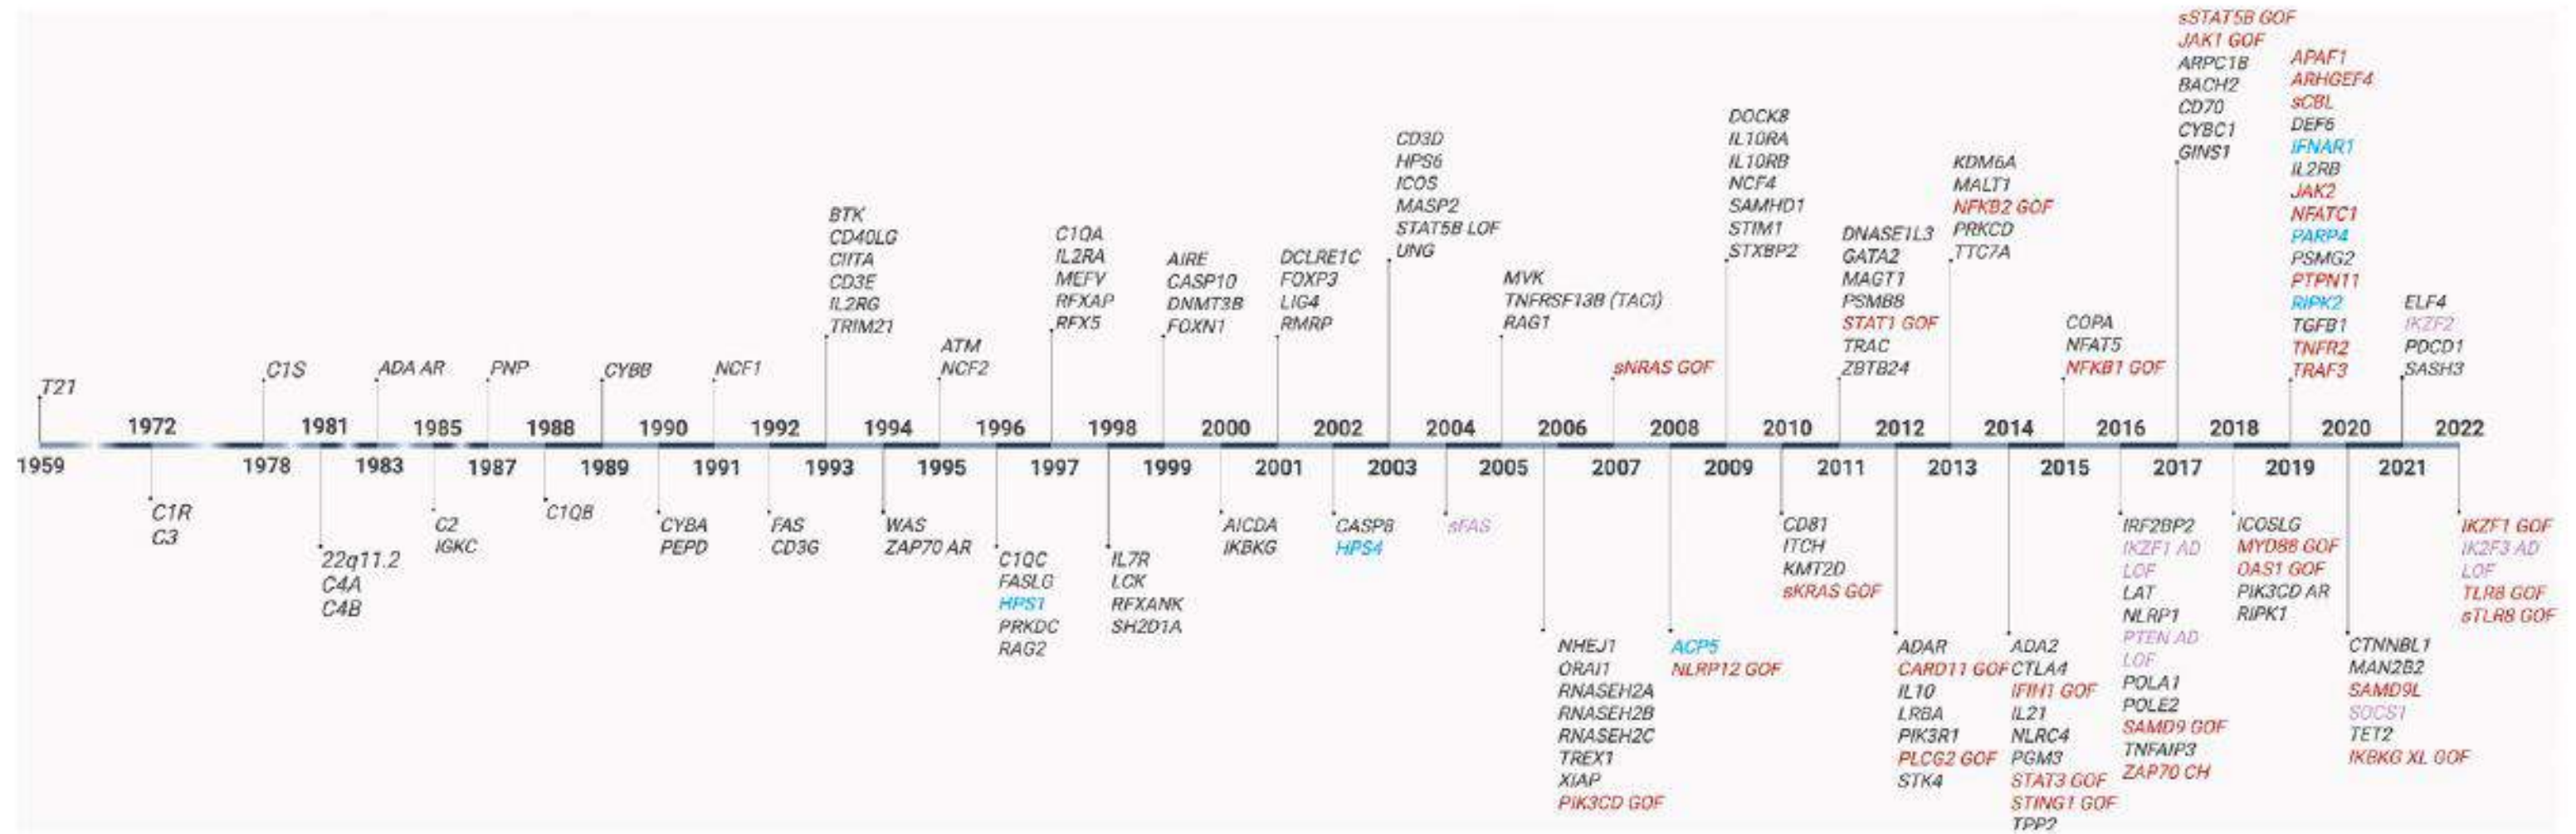 T21
C1S
ADA AR
PNP
CYBB
NCF1
BTK
CD40LG
CIITA
CD3E
IL2RG
TRIM21
ATM
NCF2
C1QA
IL2RA
MEFV
RFXAP
RFX5
AIRE
CASP10
DNMT3B
FOXN1
DCLRE1C
FOXP3
LIG4
RMRP
CD3D
HPS6
ICOS
MASP2
STAT5B LOF
UNG
MVK
TNFRSF13B (TACI)
RAG1
sNRAS GOF
DOCK8
IL10RA
IL10RB
NCF4
SAMHD1
STIM1
STXBP2
DNASE1L3
GATA2
MAGT1
PSMB8
STAT1 GOF
TRAC
ZBTB24
KDM6A
MALT1
NFKB2 GOF
PRKCD
TTC7A
COPA
NFAT5
NFKB1 GOF
sSTAT5B GOF
JAK1 GOF
ARPC1B
BACH2
CD70
CYBC1
GINS1
APAF1
ARHGEF4
sCBL
DEF6
IFNAR1
IL2RB
JAK2
NFATC1
PARP4
PSMG2
PTPN11
RIPK2
TGFB1
TNFR2
TRAF3
ELF4
IKZF2
PDCD1
SASH3
1972 1981 1985 1988 1990 1992 1994 1996 1998 2000 2002 2004 2006 2008 2010 2012 2014 2016 2018 2020 2022
1959 1978 1983 1987 1989 1991 1993 1995 1997 1999 2001 2003 2005 2007 2009 2011 2013 2015 2017 2019 2021
C1R
C3
22q11.2
C4A
C4B
C2
IGKC
C1QB
CYBA
PEPD
FAS
CD3G
WAS
ZAP70 AR
C1QC
FASLG
HPS1
PRKDC
RAG2
IL7R
LCK
RFXANK
SH2D1A
AICDA
IKBKG
CASP8
HPS4
sFAS
NHEJ1
ORAI1
RNASEH2A
RNASEH2B
RNASEH2C
TREX1
XIAP
PIK3CD GOF
ACP5
NLRP12 GOF
CD81
ITCH
KMT2D
sKRAS GOF
ADAR
CARD11 GOF
IL10
LRBA
PIK3R1
PLCG2 GOF
STK4
ADA2
CTLA4
IFIH1 GOF
IL21
NLRC4
PGM3
STAT3 GOF
STING1 GOF
TPP2
IRF2BP2
IKZF1 AD
LOF
LAT
NLRP1
PTEN AD
LOF
POLA1
POLE2
SAMD9 GOF
TNFAIP3
ZAP70 CH
ICOSLG
MYD88 GOF
OAS1 GOF
PIK3CD AR
RIPK1
CTNNBL1
MAN2B2
SAMD9L
SOCS1
TET2
IKBKG XL GOF
IKZF1 GOF
IK2F3 AD
LOF
TLR8 GOF
sTLR8 GOF